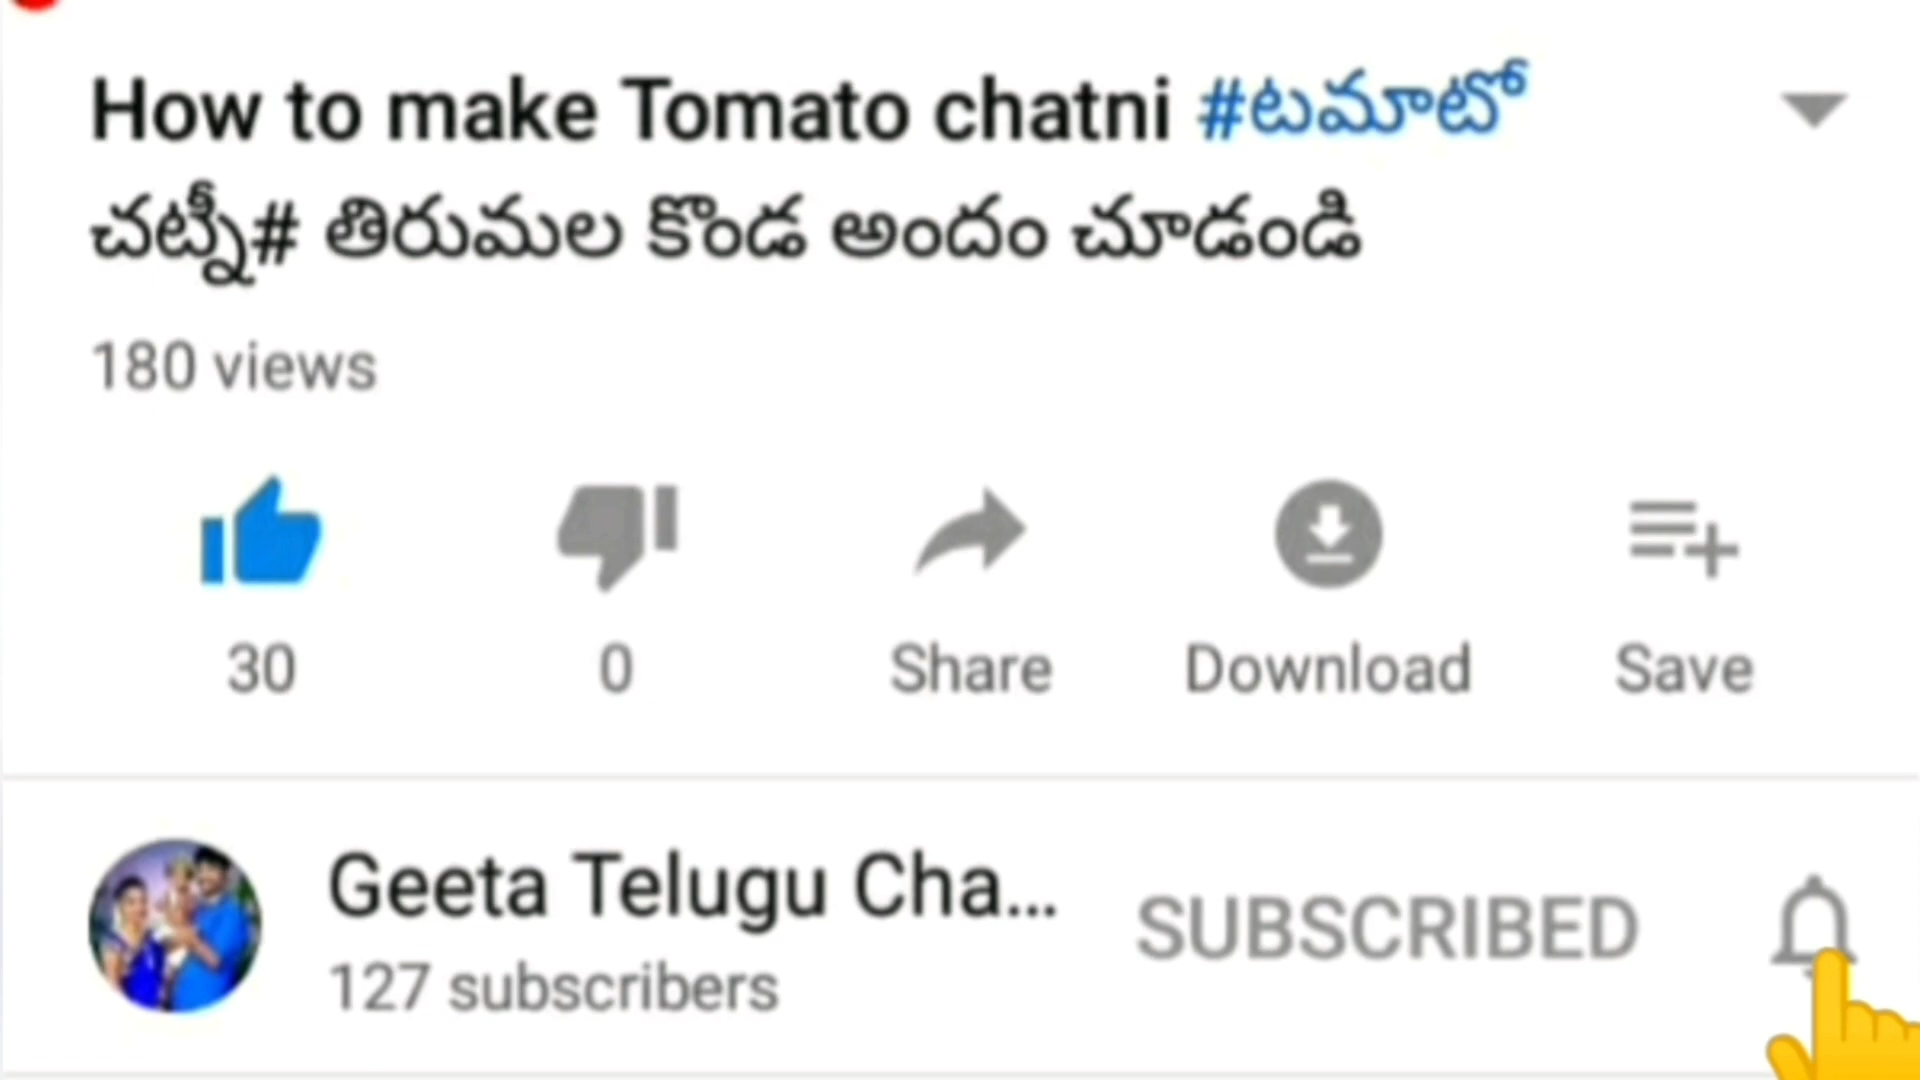 How to make Tomato chatni #టమాటో
చట్నీ# తిరుమల కొండ అందం చూడండి
180 views
30 0 Share Download Save
Geeta Telugu Cha... SUBSCRIBED
127 subscribers